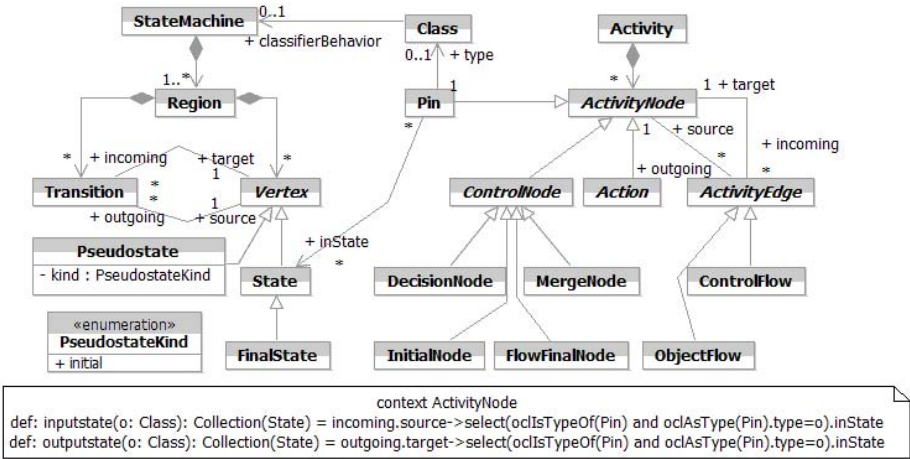 StateMachine
0..1
+ classifierBehavior
Class
Activity
0..1
+ type
1..*
Region
Pin
1
*
*
ActivityNode
1
+ target
*
+ incoming
+ target
*
1
+ source
+ incoming
Transition
*
*
1
1
Vertex
+ outgoing
+ source
ControlNode
Action
+ outgoing
*
*
ActivityEdge
Pseudostate
- kind : PseudostateKind
+ inState
*
State
DecisionNode
MergeNode
ControlFlow
«enumeration»
PseudostateKind
+ initial
FinalState
InitialNode
FlowFinalNode
ObjectFlow
context ActivityNode
def: inputstate(o: Class): Collection(State) = incoming.source->select(oclIsTypeOf(Pin) and oclAsType(Pin).type=o).inState
def: outputstate(o: Class): Collection(State) = outgoing.target->select(oclIsTypeOf(Pin) and oclAsType(Pin).type=o).inState